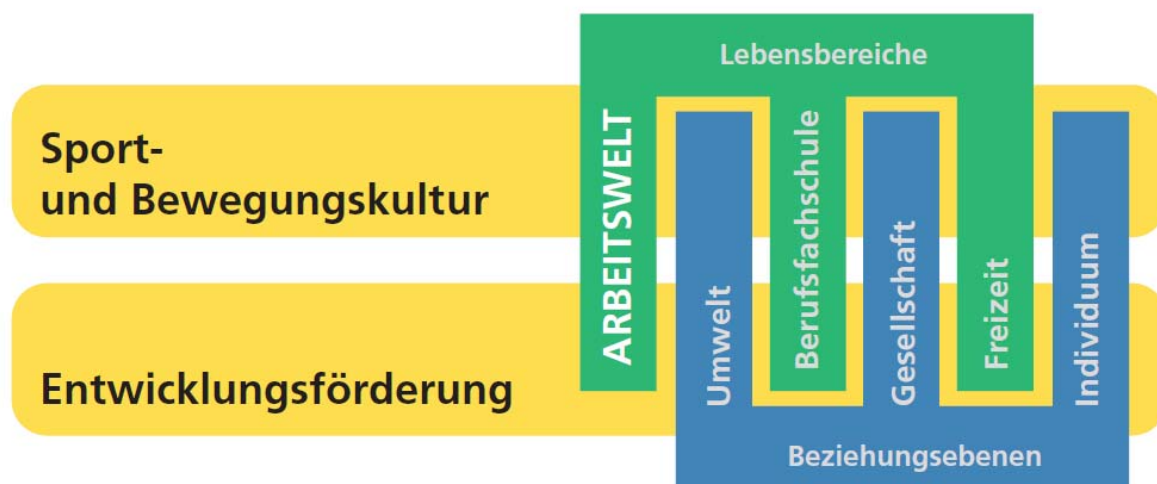 Lebensbereiche
Sport-
und Bewegungskultur
Entwicklungsförderung
ARBEITSWELT
Umwelt
Berufsfachschule
Gesellschaft
Freizeit
Individuum
Beziehungsebenen